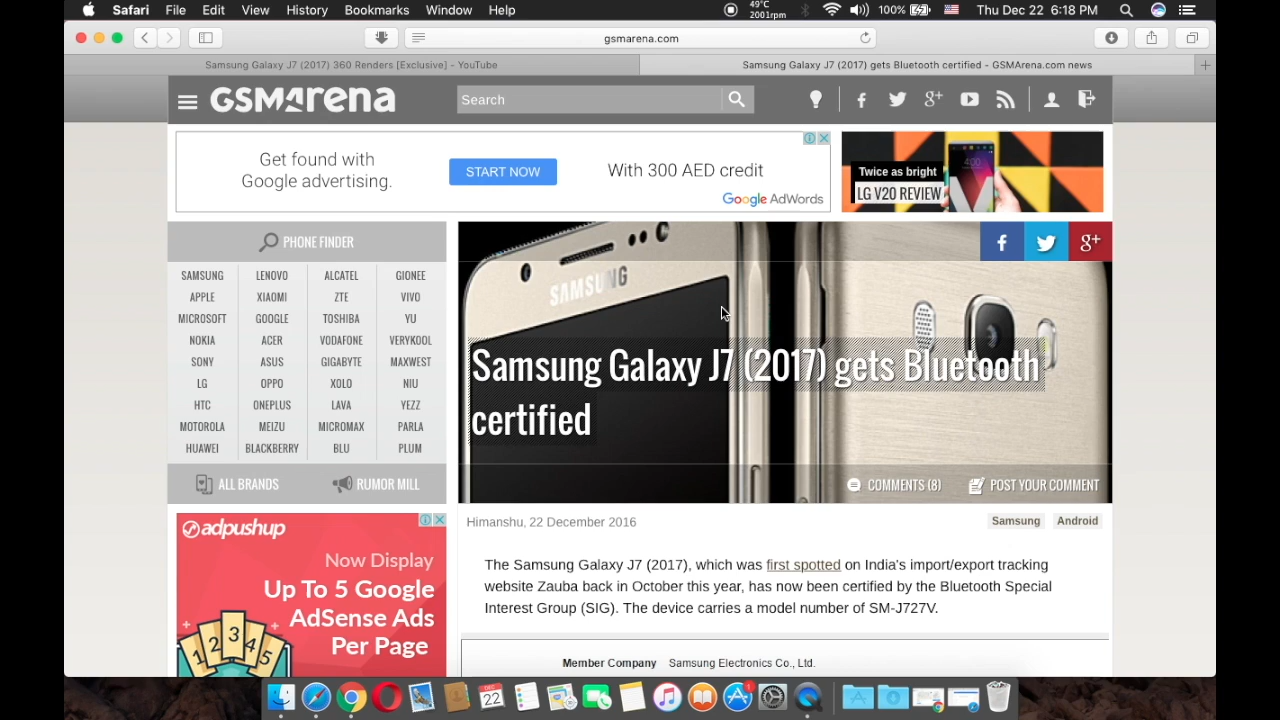 Safari File Edit View History Bookmarks Window Help
49°C
2001rpm
100%
Thu Dec 22 6:18 PM
gsmarena.com
Samsung Galaxy J7 (2017) 360 Renders [Exclusive] - YouTube
Samsung Galaxy J7 (2017) gets Bluetooth certified - GSMArena.com news
GSMArena
Search
Get found with
Google advertising.
START NOW
With 300 AED credit
Google AdWords
Twice as bright
LG V20 REVIEW
PHONE FINDER
SAMSUNG LENOVO ALCATEL GIONEE
APPLE XIAOMI ZTE VIVO
MICROSOFT GOOGLE TOSHIBA YU
NOKIA ACER VODAFONE VERYKOOL
SONY ASUS GIGABYTE MAXWEST
LG OPPO XOLO NIU
HTC ONEPLUS LAVA YEZZ
MOTOROLA MEIZU MICROMAX PARLA
HUAWEI BLACKBERRY BLU PLUM
ALL BRANDS RUMOR MILL
SAMSUNG
Samsung Galaxy J7 (2017) gets Bluetooth
certified
COMMENTS (8) POST YOUR COMMENT
Himanshu, 22 December 2016
Samsung Android
The Samsung Galaxy J7 (2017), which was first spotted on India's import/export tracking
website Zauba back in October this year, has now been certified by the Bluetooth Special
Interest Group (SIG). The device carries a model number of SM-J727V.
Member Company Samsung Electronics Co., Ltd.
adpushup
Now Display
Up To 5 Google
AdSense Ads
Per Page
1 2 3 4 5
DEC
22
1